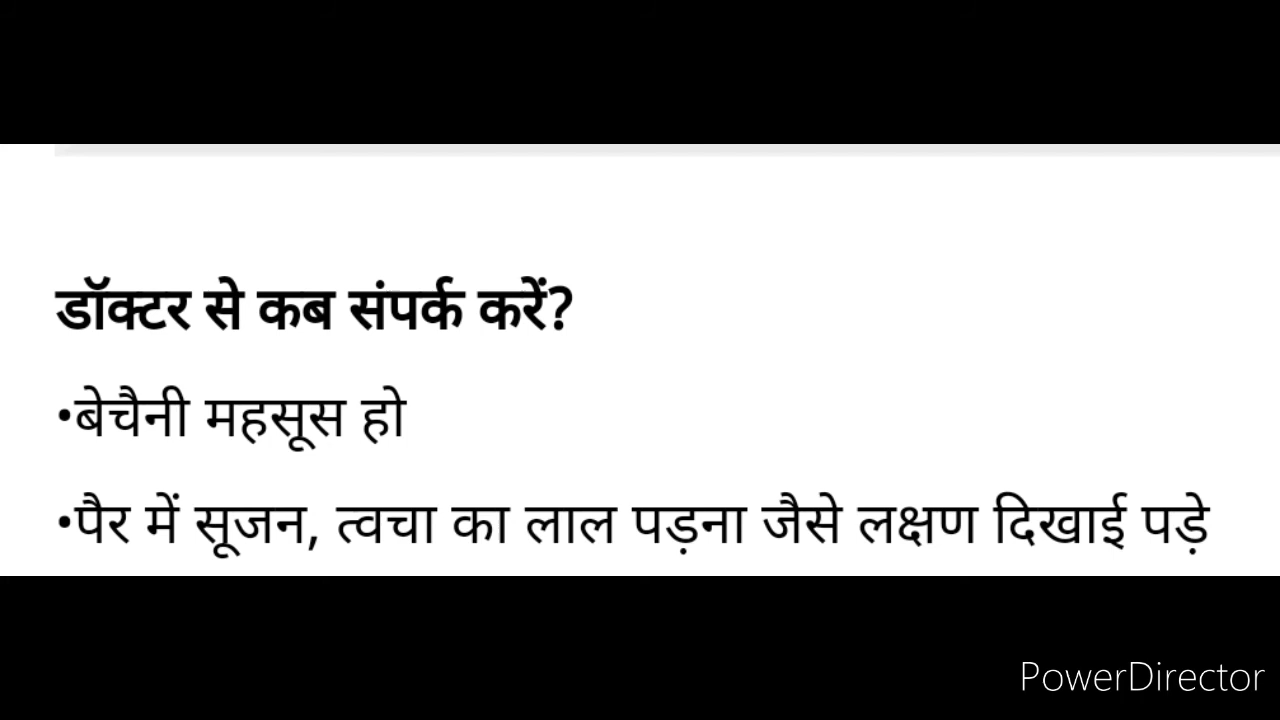 डॉक्टर से कब संपर्क करें?
•बेचैनी महसूस हो
•पैर में सूजन, त्वचा का लाल पड़ना जैसे लक्षण दिखाई पड़े
PowerDirector